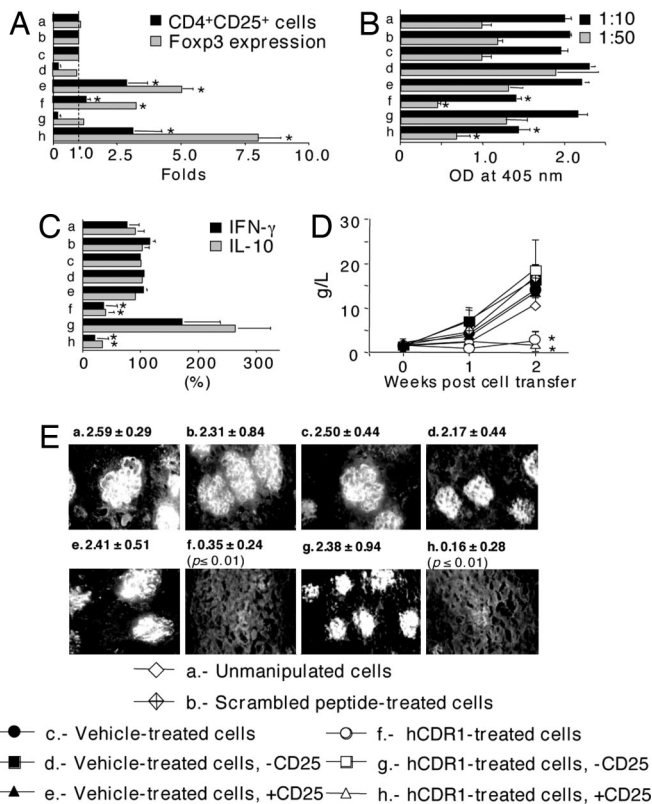 A
CD4+CD25+ cells
Foxp3 expression
a
b
c
d
e * *
f * *
g
h * *
0 1.0 2.5 5.0 7.5 10.0
Folds
B
1:10
1:50
a
b
c
d
e
f * *
g
h * *
0 1.0 2.0
OD at 405 nm
C
IFN-γ
IL-10
a
b
c
d
e
f * *
g
h * *
0 100 200 300
(%)
D
g/L
30
20
10
0
* *
0 1 2
Weeks post cell transfer
E
a. 2.59 ± 0.29 b. 2.31 ± 0.84 c. 2.50 ± 0.44 d. 2.17 ± 0.44
e. 2.41 ± 0.51 f. 0.35 ± 0.24 g. 2.38 ± 0.94 h. 0.16 ± 0.28
(p≤ 0.01) (p≤ 0.01)
a.- Unmanipulated cells
b.- Scrambled peptide-treated cells
c.- Vehicle-treated cells f.- hCDR1-treated cells
d.- Vehicle-treated cells, -CD25 g.- hCDR1-treated cells, -CD25
e.- Vehicle-treated cells, +CD25 h.- hCDR1-treated cells, +CD25